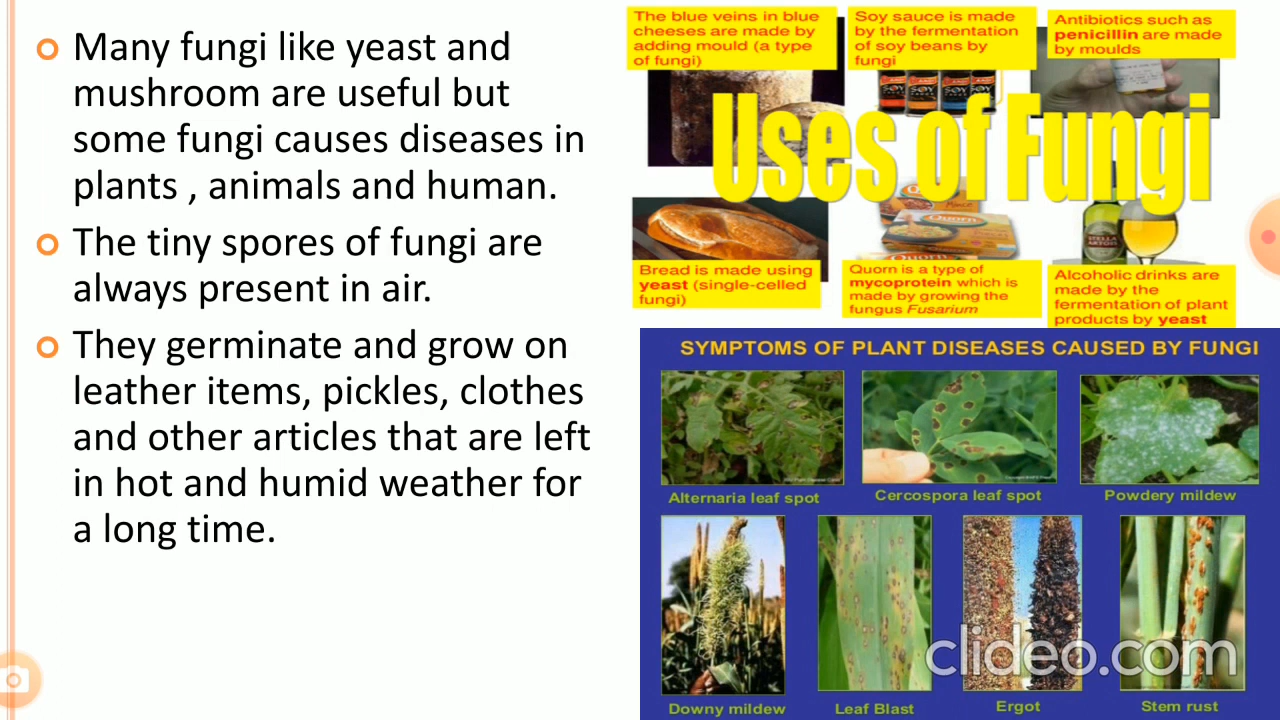 Many fungi like yeast and
mushroom are useful but
some fungi causes diseases in
plants , animals and human.
The tiny spores of fungi are
always present in air.
They germinate and grow on
leather items, pickles, clothes
and other articles that are left
in hot and humid weather for
a long time.
The blue veins in blue
cheeses are made by
adding mould (a type
of fungi)
Soy sauce is made
by the fermentation
of soy beans by
fungi
Antibiotics such as
penicillin are made
by moulds
SOY
SOY
Uses of Fungi
Quorn
Quorn
STELLA
ARTOIS
Bread is made using
yeast (single-celled
fungi)
Quorn is a type of
mycoprotein which is
made by growing the
fungus Fusarium
Alcoholic drinks are
made by the
fermentation of plant
products by yeast
SYMPTOMS OF PLANT DISEASES CAUSED BY FUNGI
Alternaria leaf spot
Cercospora leaf spot
Powdery mildew
Downy mildew
Leaf Blast
Ergot
Stem rust
clideo.com